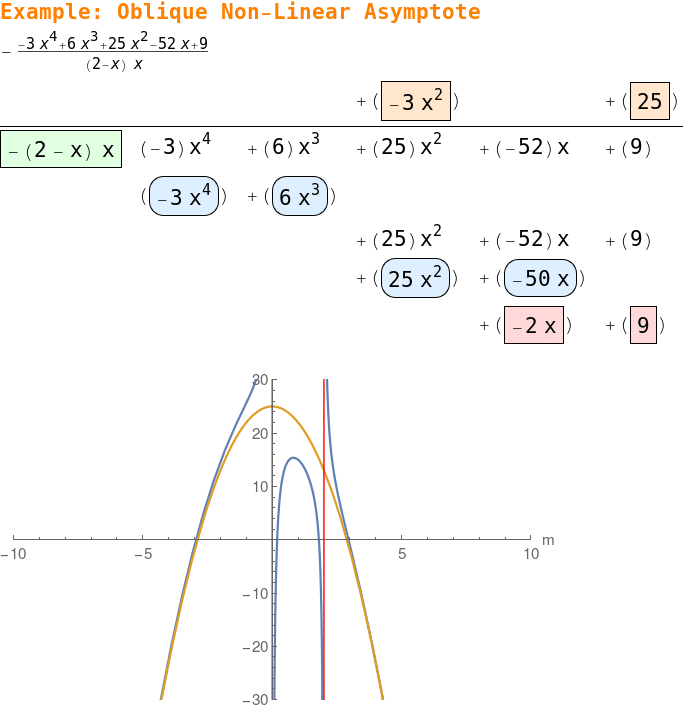 Example: Oblique Non-Linear Asymptote
− (−3 x⁴+6 x³+25 x²−52 x+9)/((2−x) x)
+ ( −3 x² ) + ( 25 )
− (2 − x) x (−3) x⁴ + (6) x³ + (25) x² + (−52) x + (9)
( −3 x⁴ ) + ( 6 x³ )
+ (25) x² + (−52) x + (9)
+ ( 25 x² ) + ( −50 x )
+ ( −2 x ) + ( 9 )
30
20
10
−10 −5 5 10 m
−10
−20
−30